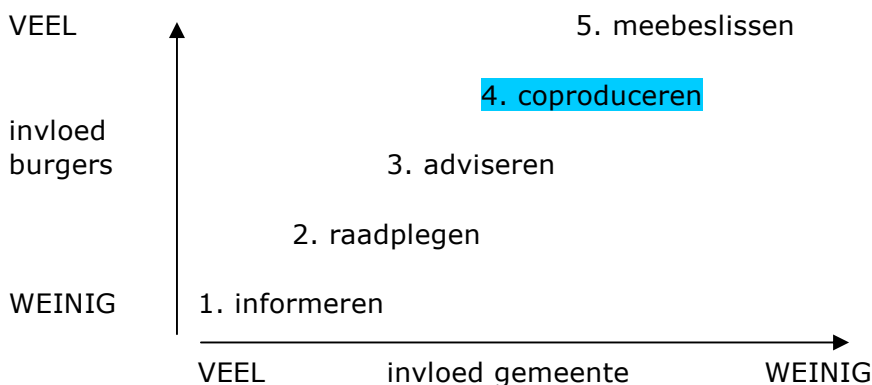 VEEL 5. meebeslissen
4. coproduceren
invloed
burgers 3. adviseren
2. raadplegen
WEINIG 1. informeren
VEEL invloed gemeente WEINIG